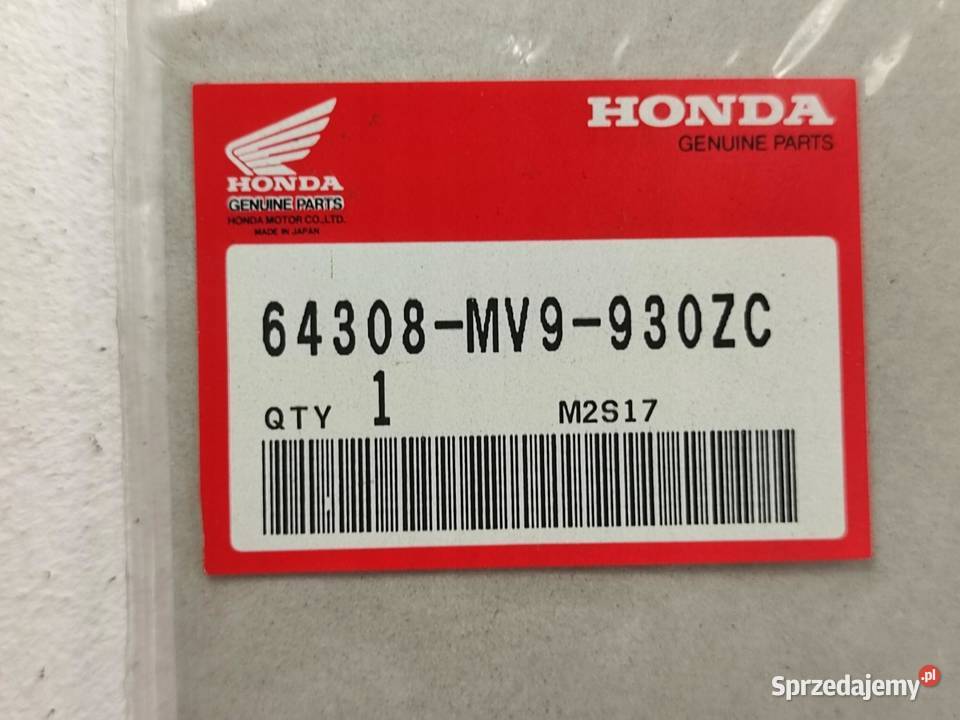 HONDA
GENUINE PARTS
HONDA
GENUINE PARTS
HONDA MOTOR CO.,LTD.
MADE IN JAPAN
64308-MV9-930ZC
QTY 1 M2S17
Sprzedajemy.pl